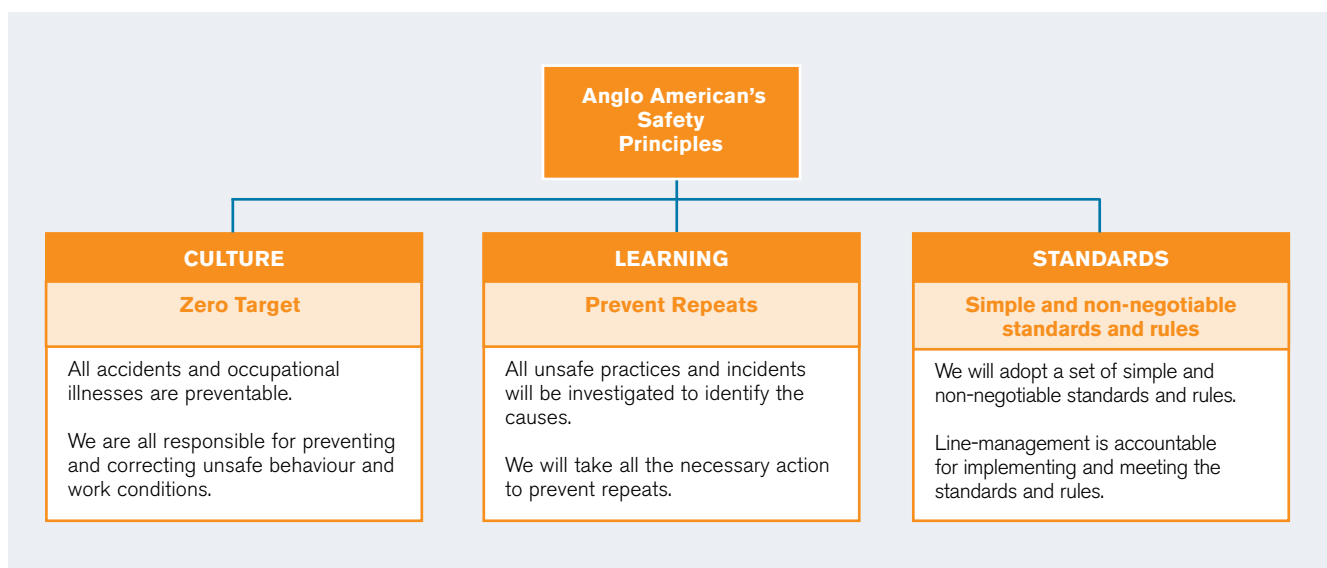 Anglo American’s
Safety
Principles
CULTURE
Zero Target
All accidents and occupational
illnesses are preventable.
We are all responsible for preventing
and correcting unsafe behaviour and
work conditions.
LEARNING
Prevent Repeats
All unsafe practices and incidents
will be investigated to identify the
causes.
We will take all the necessary action
to prevent repeats.
STANDARDS
Simple and non-negotiable
standards and rules
We will adopt a set of simple and
non-negotiable standards and rules.
Line-management is accountable
for implementing and meeting the
standards and rules.